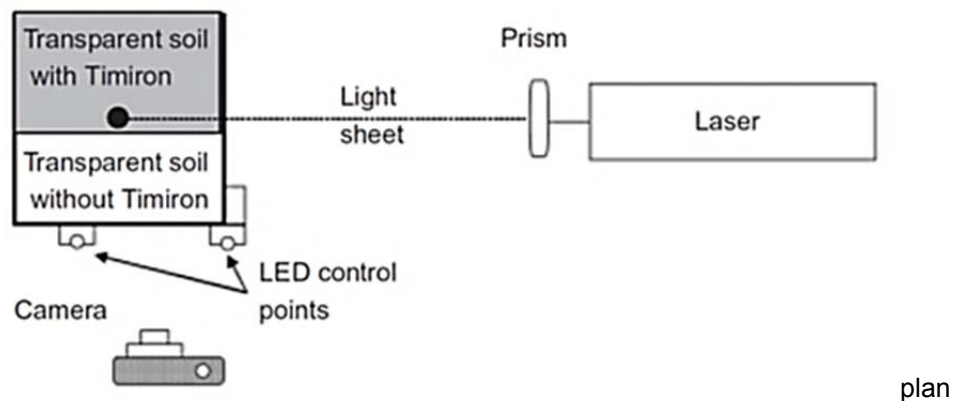 Transparent soil
with Timiron
Prism
Light
sheet
Laser
Transparent soil
without Timiron
LED control
points
Camera
plan